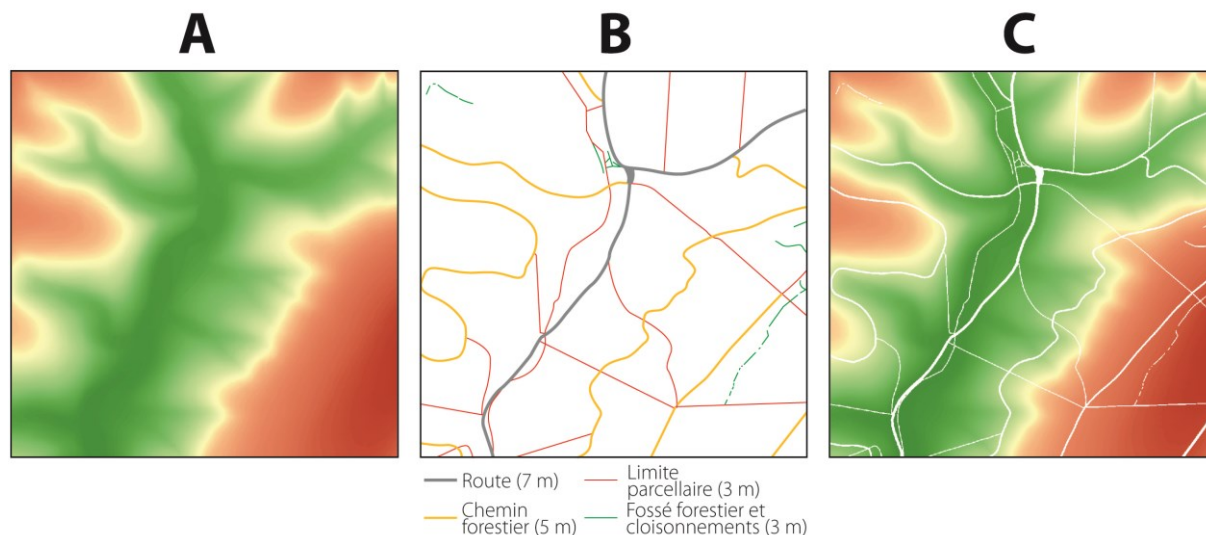 A
B
C
Route (7 m)
Limite
parcellaire (3 m)
Chemin
forestier (5 m)
Fossé forestier et
cloisonnements (3 m)